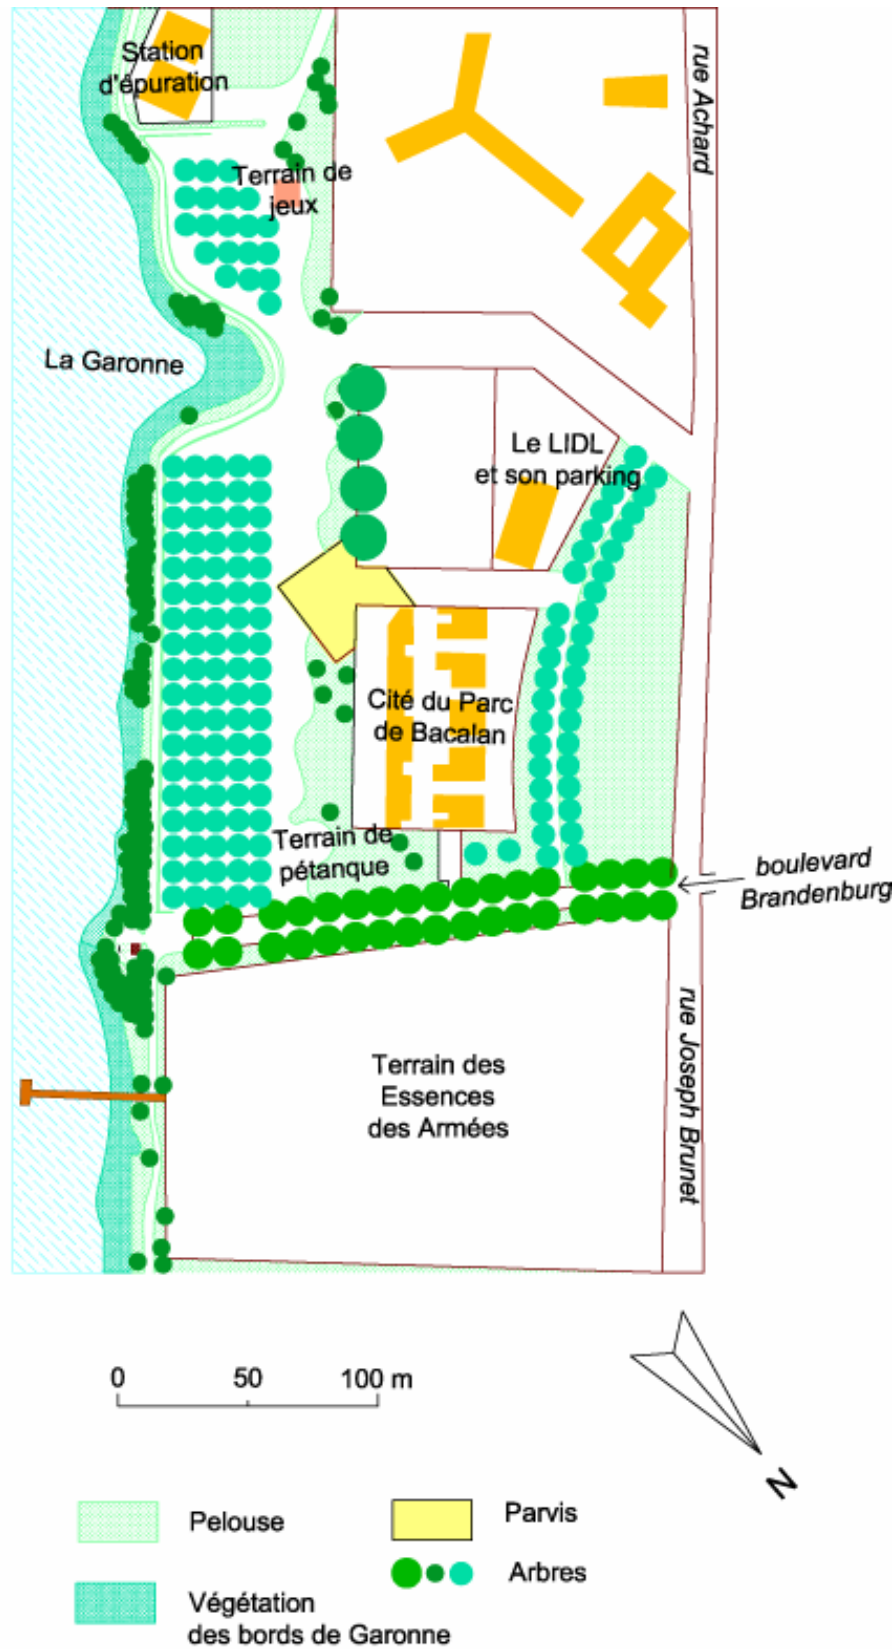 Station
d'épuration
rue Achard
Terrain de
jeux
La Garonne
Le LIDL
et son parking
Cité du Parc
de Bacalan
Terrain de
pétanque
boulevard
Brandenburg
rue Joseph Brunet
Terrain des
Essences
des Armées
0 50 100 m
N
Pelouse
Parvis
Arbres
Végétation
des bords de Garonne